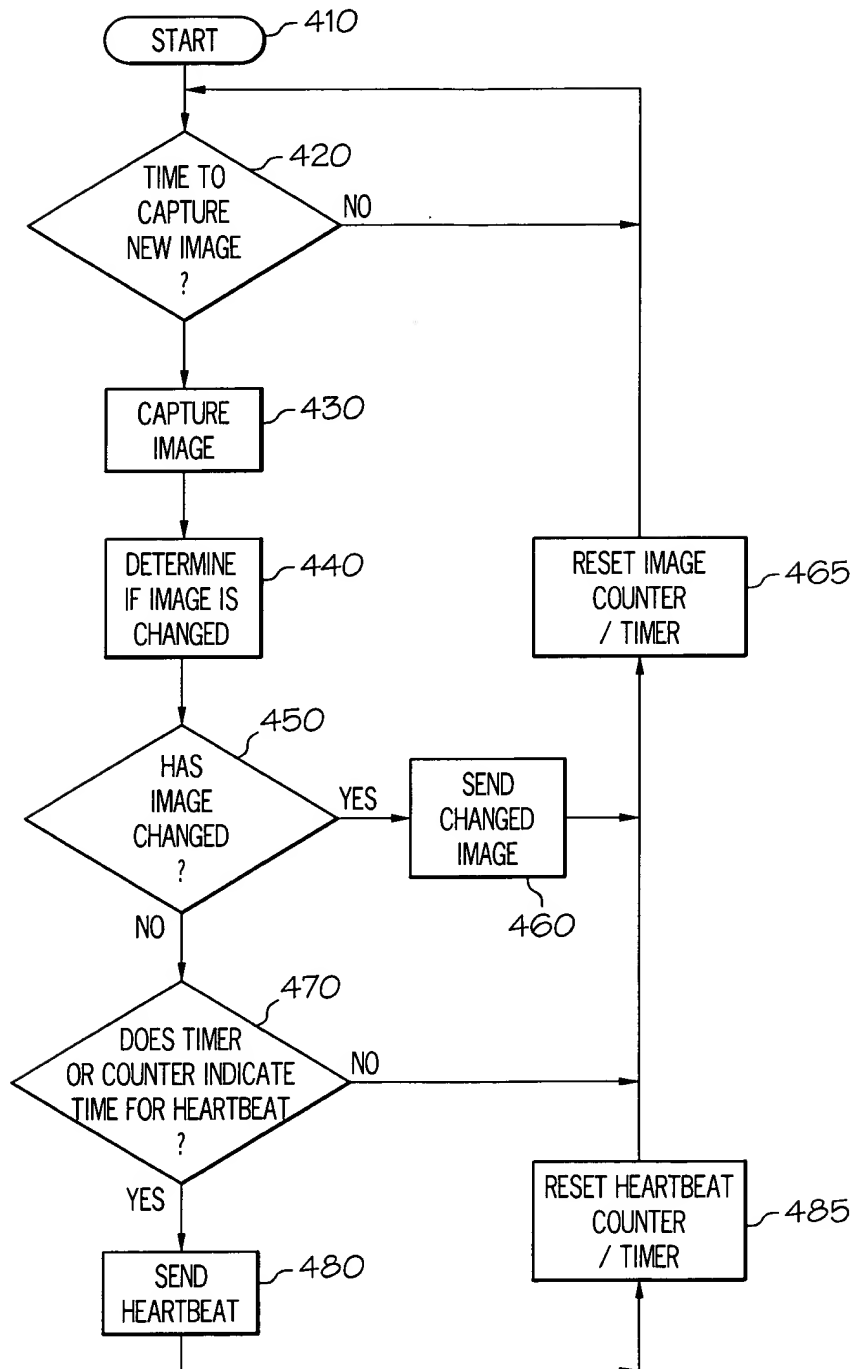 START
410
TIME TO
CAPTURE
NEW IMAGE
?
420
NO
CAPTURE
IMAGE
430
DETERMINE
IF IMAGE IS
CHANGED
440
RESET IMAGE
COUNTER
/ TIMER
465
HAS
IMAGE
CHANGED
?
450
YES
SEND
CHANGED
IMAGE
460
NO
DOES TIMER
OR COUNTER INDICATE
TIME FOR HEARTBEAT
?
470
NO
YES
RESET HEARTBEAT
COUNTER
/ TIMER
485
SEND
HEARTBEAT
480